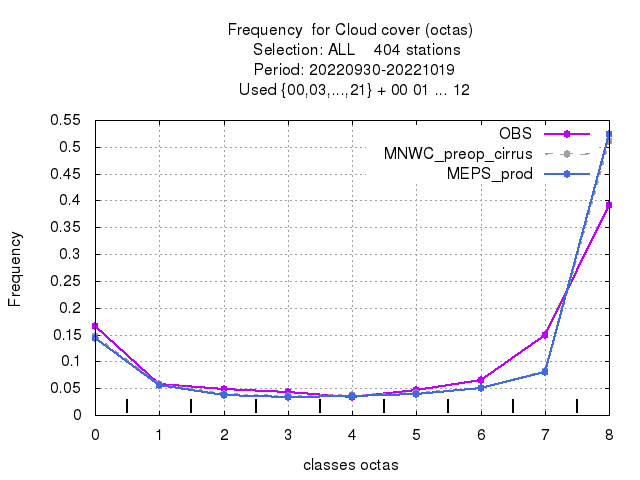 Frequency  for Cloud cover (octas)
Selection: ALL    404 stations
Period: 20220930-20221019
Used {00,03,...,21} + 00 01 ... 12
OBS
MNWC_preop_cirrus
MEPS_prod
0.55
0.5
0.45
0.4
0.35
0.3
0.25
0.2
0.15
0.1
0.05
0
Frequency
0 1 2 3 4 5 6 7 8
classes octas